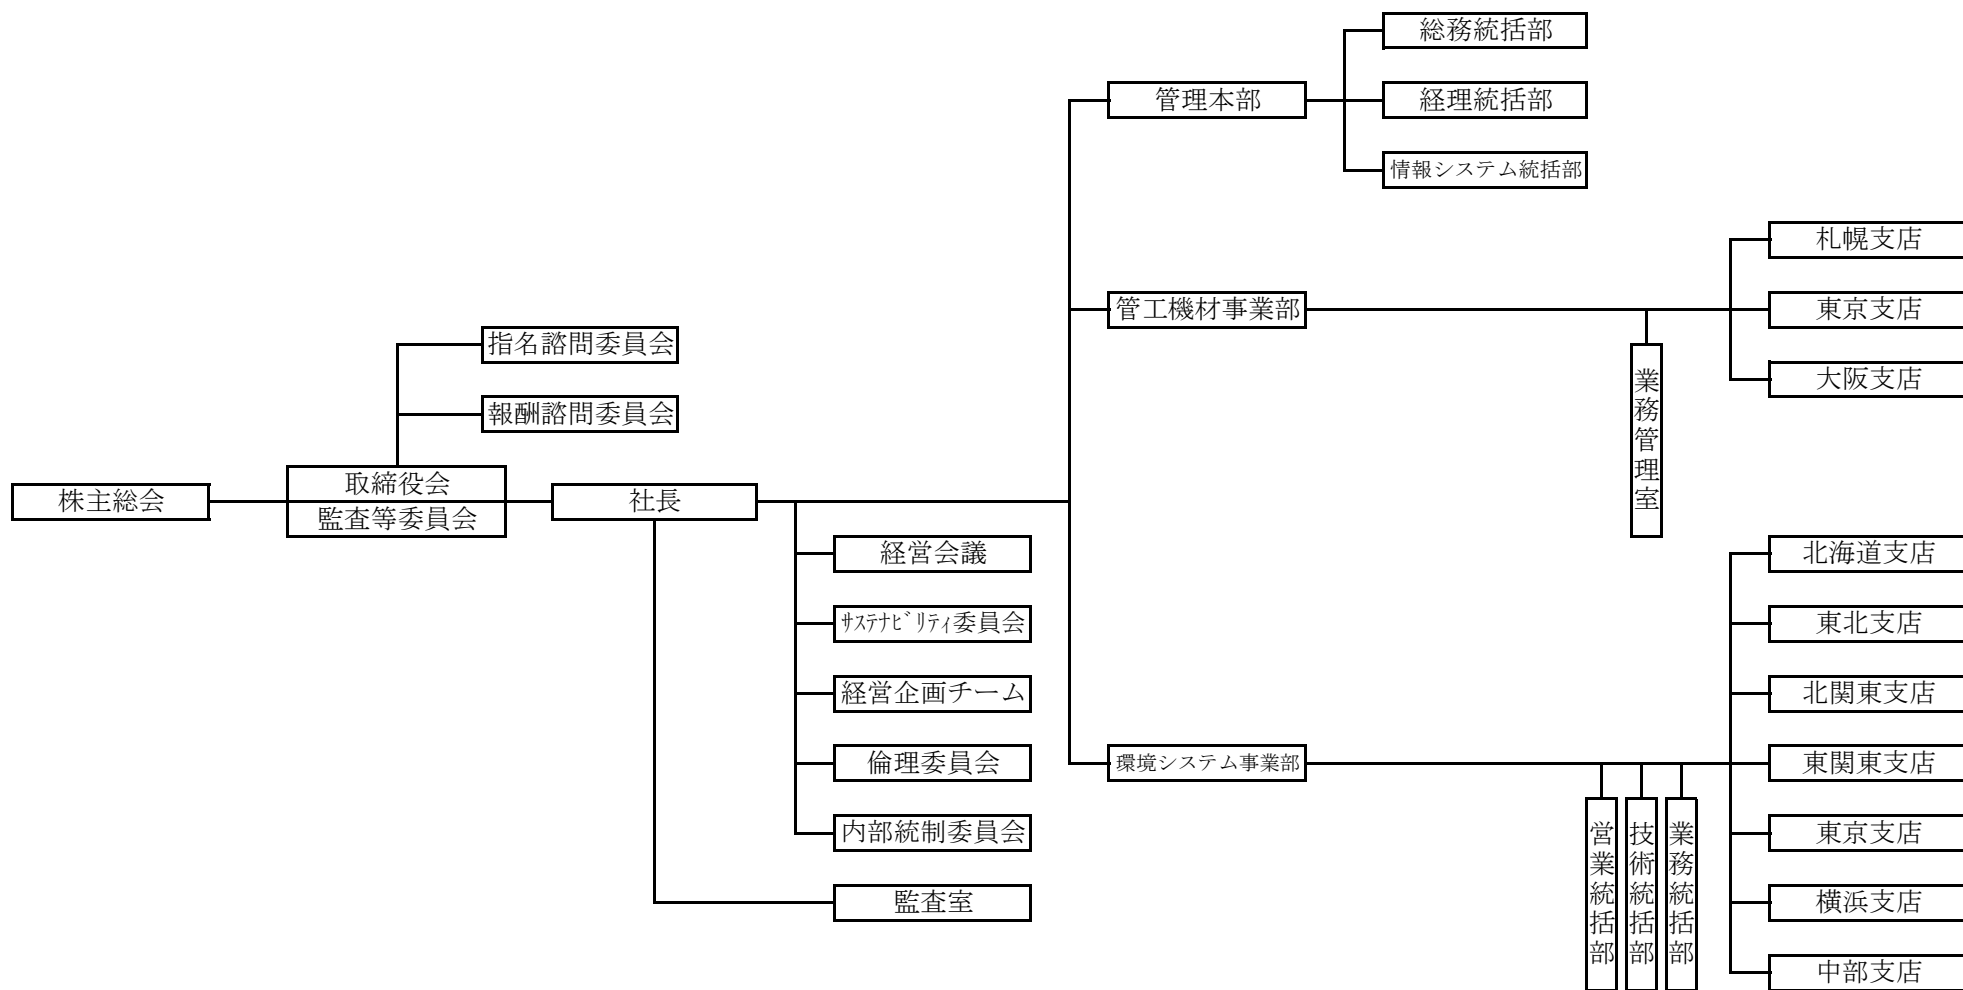 総務統括部
管理本部
経理統括部
情報システム統括部
札幌支店
管工機材事業部
東京支店
大阪支店
業務管理室
指名諮問委員会
報酬諮問委員会
株主総会
取締役会
監査等委員会
社長
経営会議
ｻｽﾃﾅﾋﾞﾘﾃｨ委員会
経営企画チーム
倫理委員会
内部統制委員会
監査室
環境システム事業部
営業統括部
技術統括部
業務統括部
北海道支店
東北支店
北関東支店
東関東支店
東京支店
横浜支店
中部支店